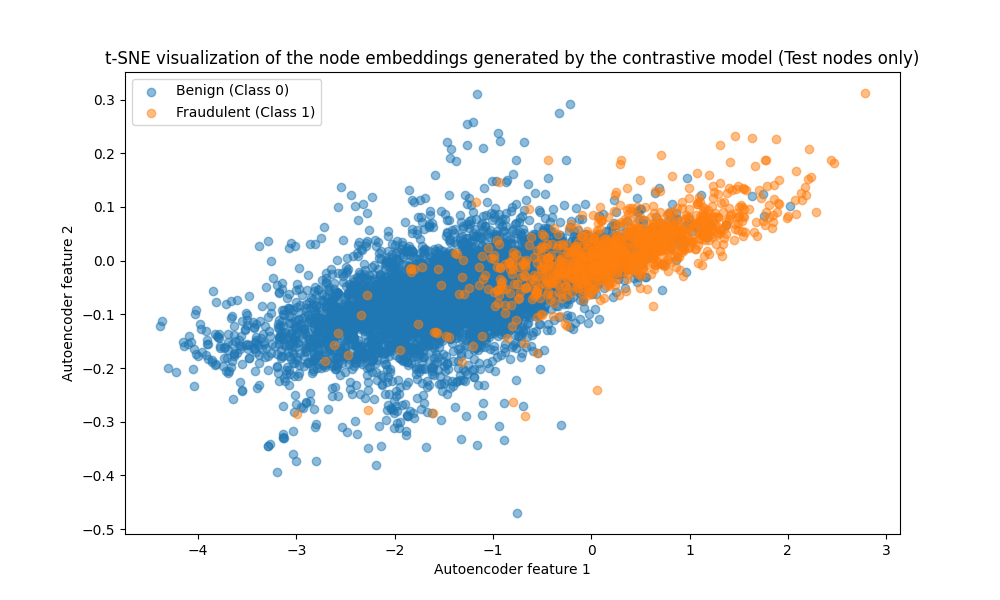 t-SNE visualization of the node embeddings generated by the contrastive model (Test nodes only)
Benign (Class 0)
Fraudulent (Class 1)
0.3
0.2
0.1
0.0
−0.1
−0.2
−0.3
−0.4
−0.5
Autoencoder feature 2
−4 −3 −2 −1 0 1 2 3
Autoencoder feature 1